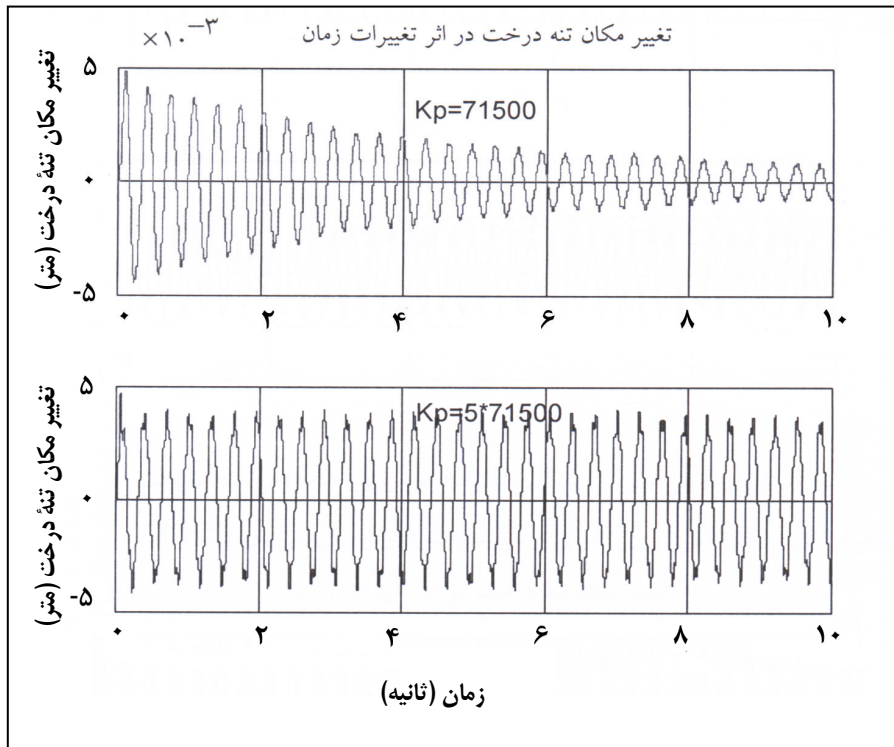 تغییر مکان تنه درخت در اثر تغییرات زمان
×۱۰⁻³
تغییر مکان تنهٔ درخت (متر)
۵
۰
-۵
Kp=71500
۰ ۲ ۴ ۶ ۸ ۱۰
تغییر مکان تنهٔ درخت (متر)
۵
۰
-۵
Kp=5*71500
۰ ۲ ۴ ۶ ۸ ۱۰
زمان (ثانیه)